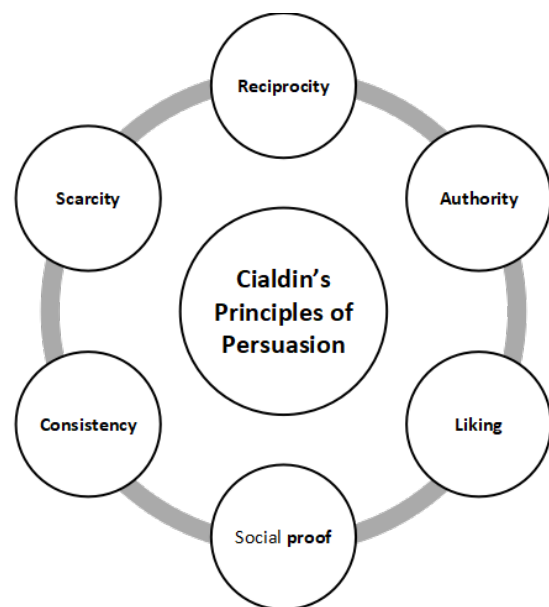 Reciprocity
Scarcity
Authority
Cialdin's
Principles of
Persuasion
Consistency
Liking
Social proof